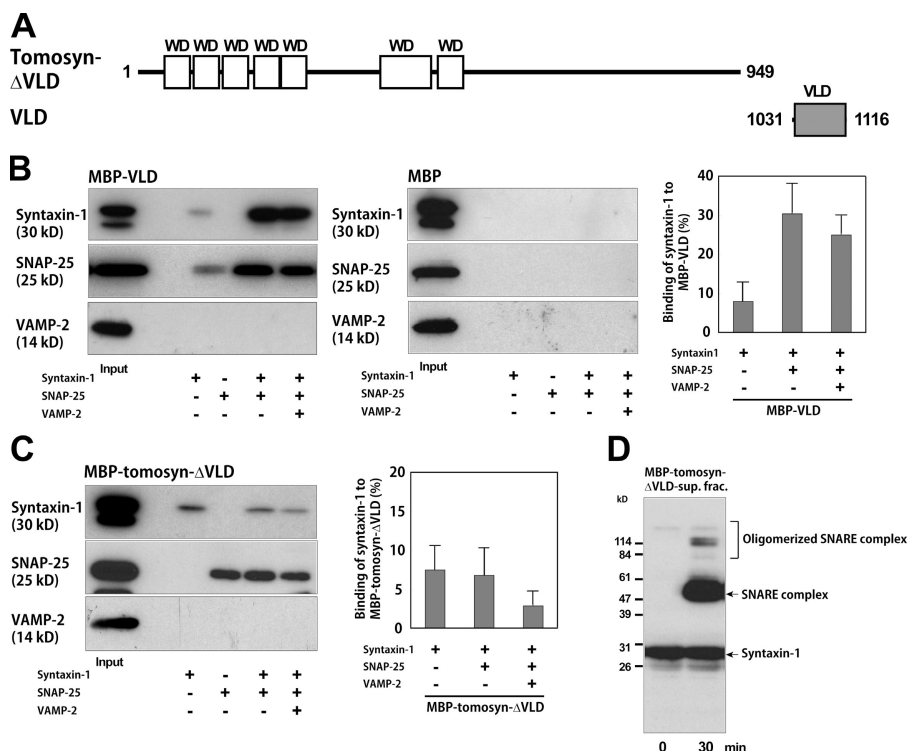 A
Tomosyn-
ΔVLD
1
WD WD WD WD WD WD WD
949
VLD
1031
VLD
1116
B
MBP-VLD
Syntaxin-1
(30 kD)
SNAP-25
(25 kD)
VAMP-2
(14 kD)
Input
Syntaxin-1 + - + +
SNAP-25 - + + +
VAMP-2 - - - +
MBP
Syntaxin-1
(30 kD)
SNAP-25
(25 kD)
VAMP-2
(14 kD)
Input
Syntaxin-1 + - + +
SNAP-25 - + + +
VAMP-2 - - - +
Binding of syntaxin-1 to
MBP-VLD (%)
40
30
20
10
0
Syntaxin1 + + +
SNAP-25 - + +
VAMP-2 - - +
MBP-VLD
C
MBP-tomosyn-ΔVLD
Syntaxin-1
(30 kD)
SNAP-25
(25 kD)
VAMP-2
(14 kD)
Input
Syntaxin-1 + - + +
SNAP-25 - + + +
VAMP-2 - - - +
Binding of syntaxin-1 to
MBP-tomosyn-ΔVLD (%)
20
15
10
5
0
Syntaxin-1 + + +
SNAP-25 - + +
VAMP-2 - - +
MBP-tomosyn-ΔVLD
D
MBP-tomosyn-
ΔVLD-sup. frac.
kD
114
84
61
47
39
31
26
Oligomerized SNARE complex
SNARE complex
Syntaxin-1
0 30 min